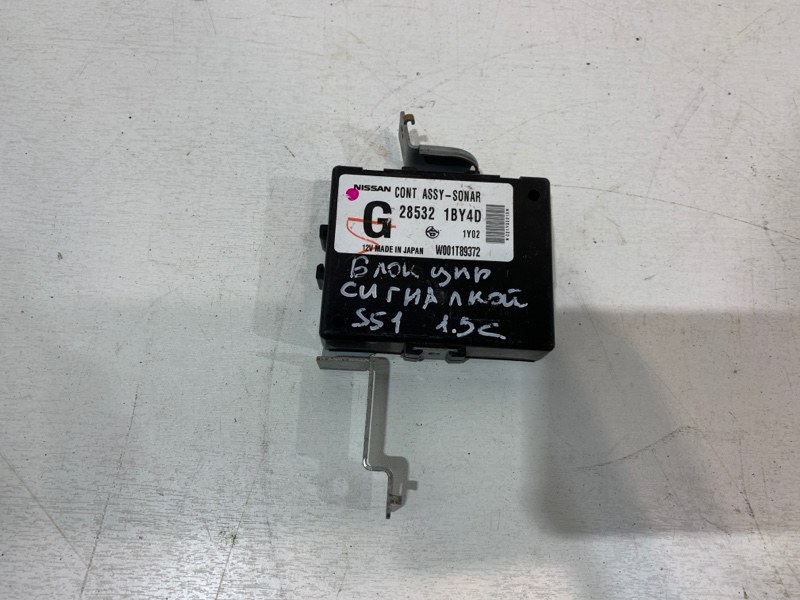 NISSAN CONT ASSY-SONAR
G 28532 1BY4D
1Y02
12V MADE IN JAPAN W001T89372
Блок упр
сигналкой
S51 1.5с